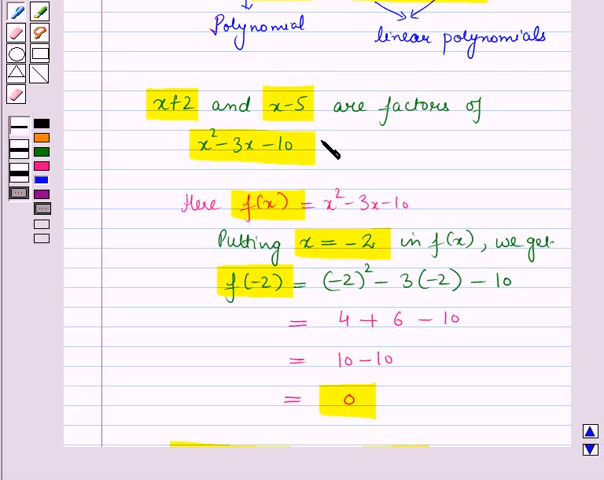 Polynomial
linear polynomials
x+2 and x-5 are factors of
x² - 3x - 10
Here f(x) = x² - 3x - 10
Putting x = -2 in f(x), we get
f(-2) = (-2)² - 3(-2) - 10
= 4 + 6 - 10
= 10 - 10
= 0